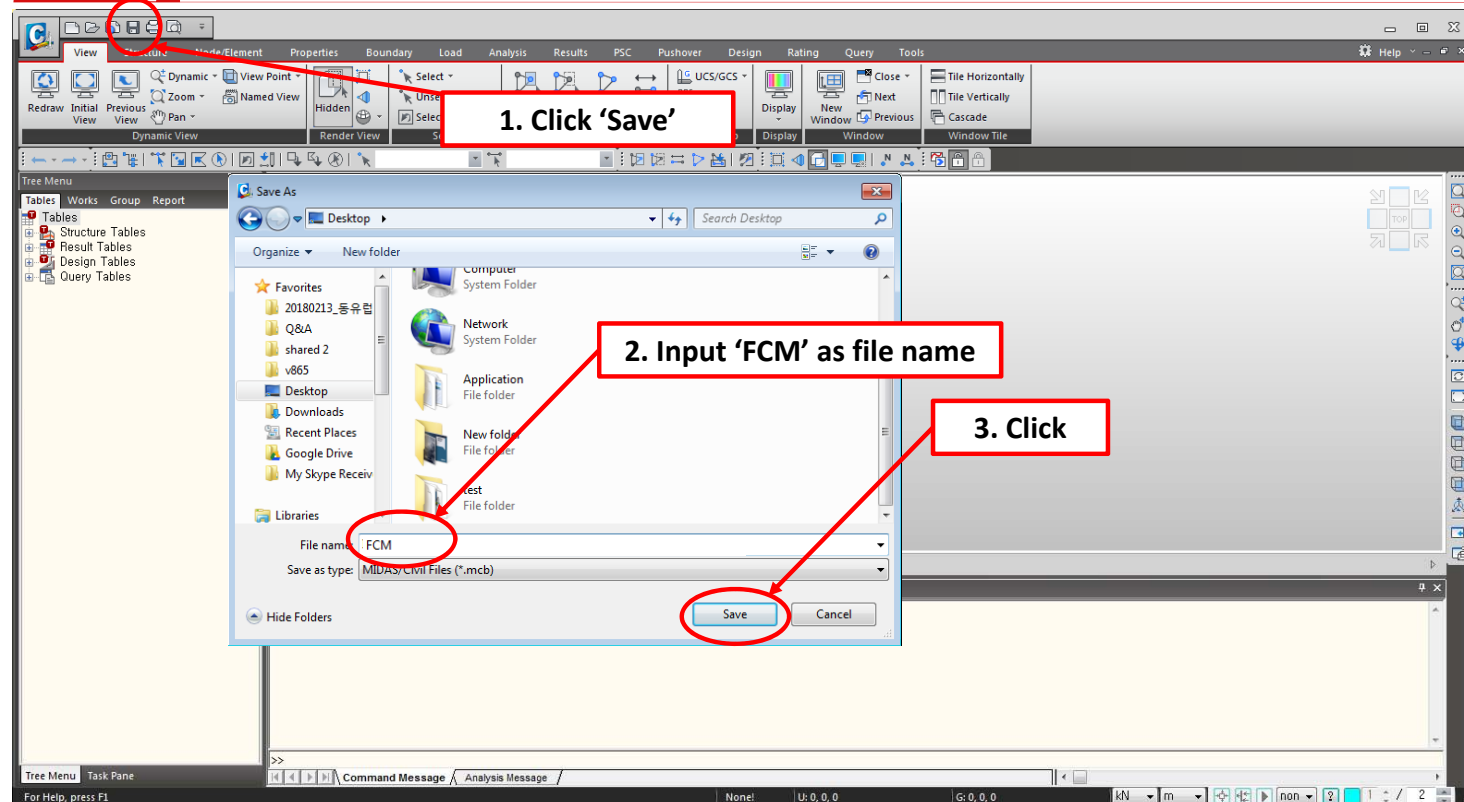 View Structure Node/Element Properties Boundary Load Analysis Results PSC Pushover Design Rating Query Tools Help
Redraw Initial View Previous View Dynamic Zoom Pan View Point Named View Hidden Select UCS/GCS Display New Window Close Next Previous Tile Horizontally Tile Vertically Cascade
Dynamic View Render View Display Window Window Tile
1. Click ‘Save’
Tree Menu
Tables Works Group Report
Tables
Structure Tables
Result Tables
Design Tables
Query Tables
TOP
Save As
Desktop
Search Desktop
Organize New folder
Favorites
20180213_동유럽
Q&A
shared 2
v865
Desktop
Downloads
Recent Places
Google Drive
My Skype Receiv
Libraries
Computer
System Folder
Network
System Folder
Application
File folder
New folder
File folder
test
File folder
2. Input ‘FCM’ as file name
3. Click
File name: FCM
Save as type: MIDAS/Civil Files (*.mcb)
Hide Folders
Save Cancel
>>
Tree Menu Task Pane
Command Message Analysis Message
For Help, press F1 None! U: 0, 0, 0 G: 0, 0, 0 kN m non 1 / 2